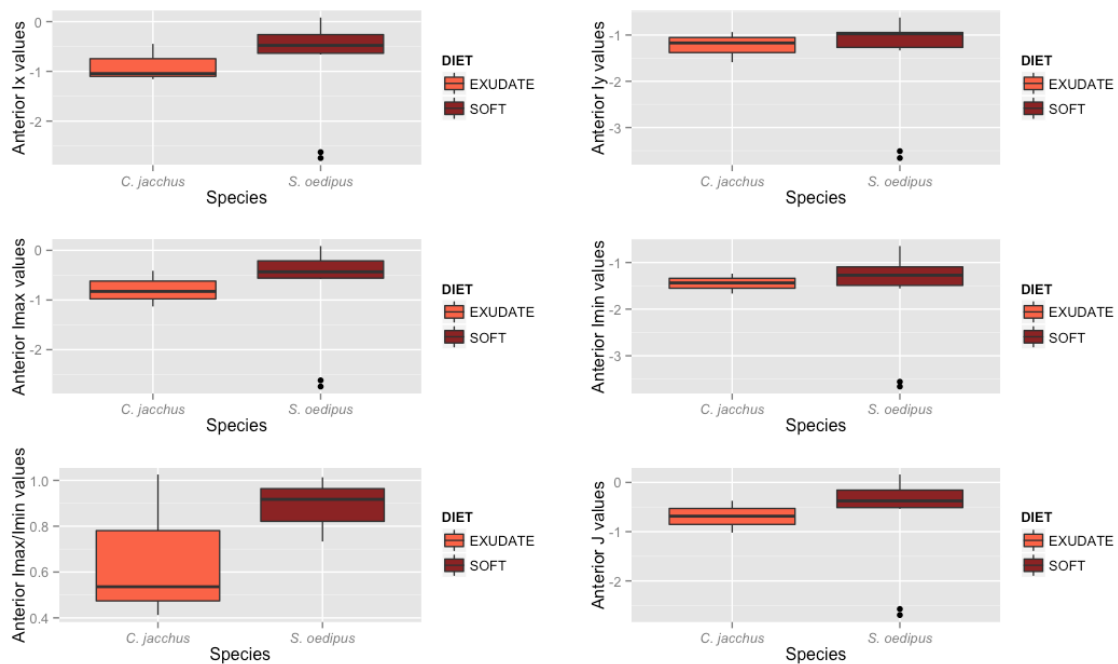 Anterior Ix values
0
-1
-2
C. jacchus
S. oedipus
Species
DIET
EXUDATE
SOFT
Anterior Iy values
-1
-2
-3
C. jacchus
S. oedipus
Species
DIET
EXUDATE
SOFT
Anterior Imax values
0
-1
-2
C. jacchus
S. oedipus
Species
DIET
EXUDATE
SOFT
Anterior Imin values
-1
-2
-3
C. jacchus
S. oedipus
Species
DIET
EXUDATE
SOFT
Anterior Imax/Imin values
1.0
0.8
0.6
0.4
C. jacchus
S. oedipus
Species
DIET
EXUDATE
SOFT
Anterior J values
0
-1
-2
C. jacchus
S. oedipus
Species
DIET
EXUDATE
SOFT